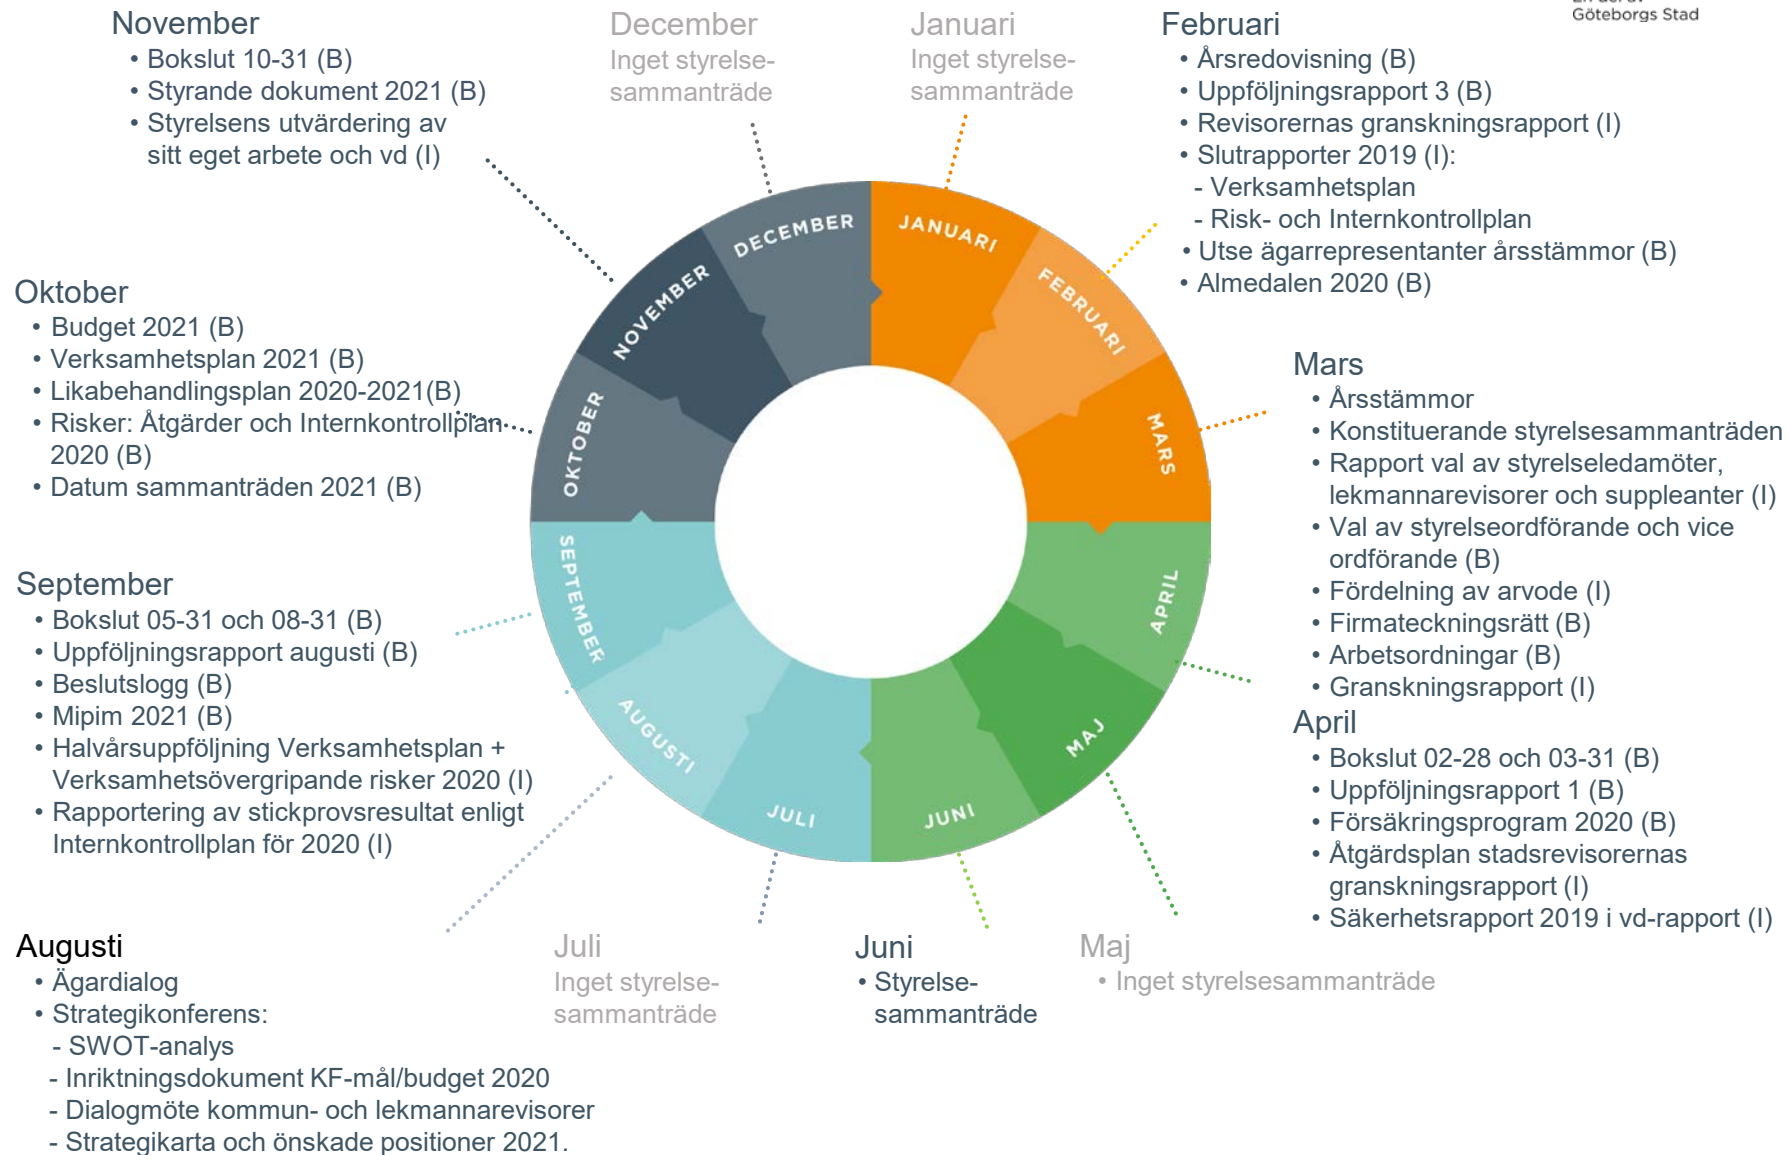 Göteborgs Stad
November
• Bokslut 10-31 (B)
• Styrande dokument 2021 (B)
• Styrelsens utvärdering av
sitt eget arbete och vd (I)
December
Inget styrelse-
sammanträde
Januari
Inget styrelse-
sammanträde
Februari
• Årsredovisning (B)
• Uppföljningsrapport 3 (B)
• Revisorernas granskningsrapport (I)
• Slutrapporter 2019 (I):
- Verksamhetsplan
- Risk- och Internkontrollplan
• Utse ägarrepresentanter årsstämmor (B)
• Almedalen 2020 (B)
Oktober
• Budget 2021 (B)
• Verksamhetsplan 2021 (B)
• Likabehandlingsplan 2020-2021(B)
• Risker: Åtgärder och Internkontrollplan
2020 (B)
• Datum sammanträden 2021 (B)
Mars
• Årsstämmor
• Konstituerande styrelsesammanträden
• Rapport val av styrelseledamöter,
lekmannarevisorer och suppleanter (I)
• Val av styrelseordförande och vice
ordförande (B)
• Fördelning av arvode (I)
• Firmateckningsrätt (B)
• Arbetsordningar (B)
• Granskningsrapport (I)
September
• Bokslut 05-31 och 08-31 (B)
• Uppföljningsrapport augusti (B)
• Beslutslogg (B)
• Mipim 2021 (B)
• Halvårsuppföljning Verksamhetsplan +
Verksamhetsövergripande risker 2020 (I)
• Rapportering av stickprovsresultat enligt
Internkontrollplan för 2020 (I)
April
• Bokslut 02-28 och 03-31 (B)
• Uppföljningsrapport 1 (B)
• Försäkringsprogram 2020 (B)
• Åtgärdsplan stadsrevisorernas
granskningsrapport (I)
• Säkerhetsrapport 2019 i vd-rapport (I)
Augusti
• Ägardialog
• Strategikonferens:
- SWOT-analys
- Inriktningsdokument KF-mål/budget 2020
- Dialogmöte kommun- och lekmannarevisorer
- Strategikarta och önskade positioner 2021.
Juli
Inget styrelse-
sammanträde
Juni
• Styrelse-
sammanträde
Maj
• Inget styrelsesammanträde
JANUARI
FEBRUARI
MARS
APRIL
MAJ
JUNI
JULI
AUGUSTI
SEPTEMBER
OKTOBER
NOVEMBER
DECEMBER